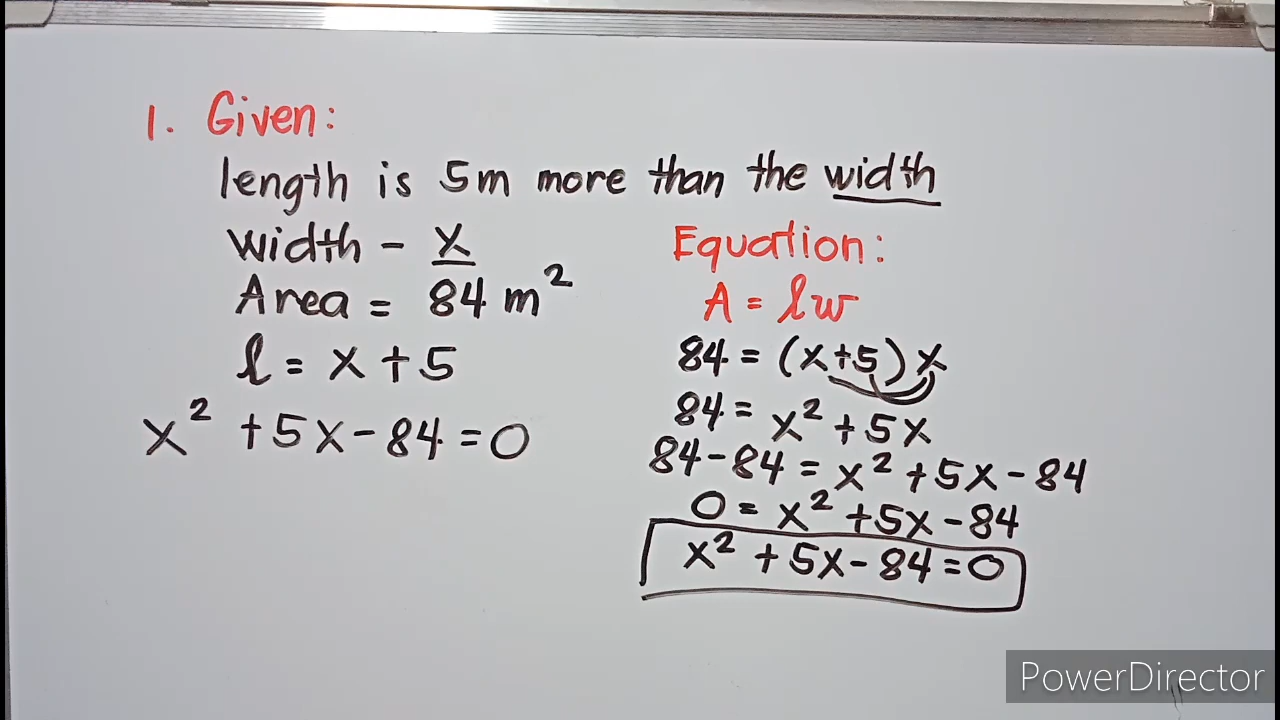 1. Given:
length is 5m more than the width
width - x
Area = 84 m²
l = x + 5
x² + 5x - 84 = 0
Equation:
A = lw
84 = (x+5)x
84 = x² + 5x
84 - 84 = x² + 5x - 84
0 = x² + 5x - 84
x² + 5x - 84 = 0
PowerDirector